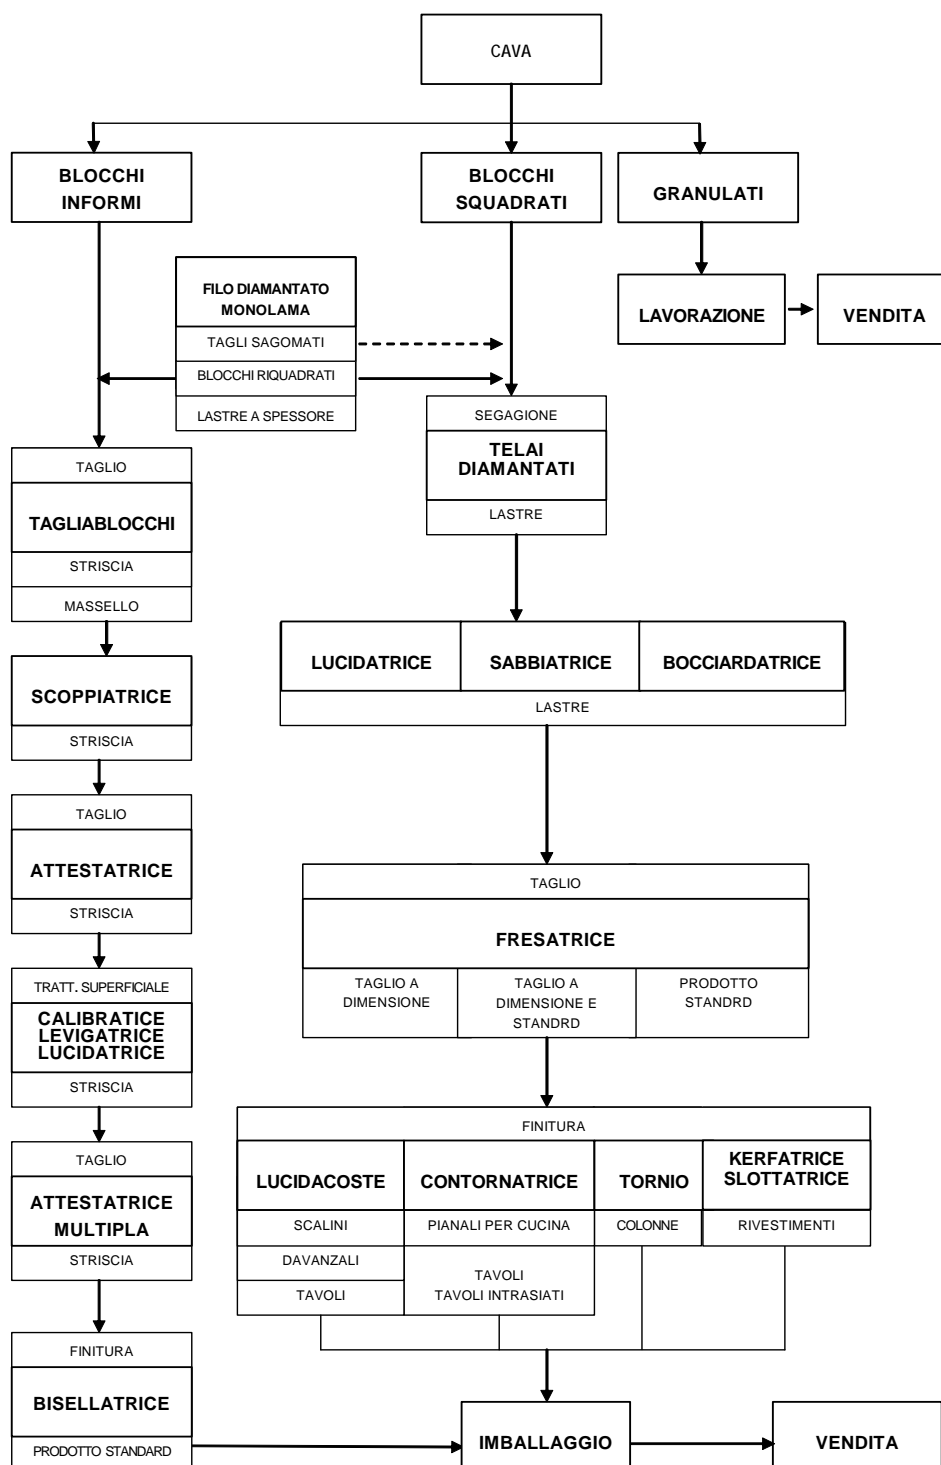 CAVA
BLOCCHI
INFORMI
BLOCCHI
SQUADRATI
GRANULATI
FILO DIAMANTATO
MONOLAMA
TAGLI SAGOMATI
BLOCCHI RIQUADRATI
LASTRE A SPESSORE
LAVORAZIONE
VENDITA
SEGAGIONE
TELAI
DIAMANTATI
LASTRE
TAGLIO
TAGLIABLOCCHI
STRISCIA
MASSELLO
LUCIDATRICE
SABBIATRICE
BOCCIARDATRICE
LASTRE
SCOPPIATRICE
STRISCIA
TAGLIO
ATTESTATRICE
STRISCIA
TAGLIO
FRESATRICE
TAGLIO A
DIMENSIONE
TAGLIO A
DIMENSIONE E
STANDRD
PRODOTTO
STANDRD
TRATT. SUPERFICIALE
CALIBRATICE
LEVIGATRICE
LUCIDATRICE
STRISCIA
TAGLIO
ATTESTATRICE
MULTIPLA
STRISCIA
FINITURA
LUCIDACOSTE
SCALINI
DAVANZALI
TAVOLI
CONTORNATRICE
PIANALI PER CUCINA
TAVOLI
TAVOLI INTRASIATI
TORNIO
COLONNE
KERFATRICE
SLOTTATRICE
RIVESTIMENTI
FINITURA
BISELLATRICE
PRODOTTO STANDARD
IMBALLAGGIO
VENDITA